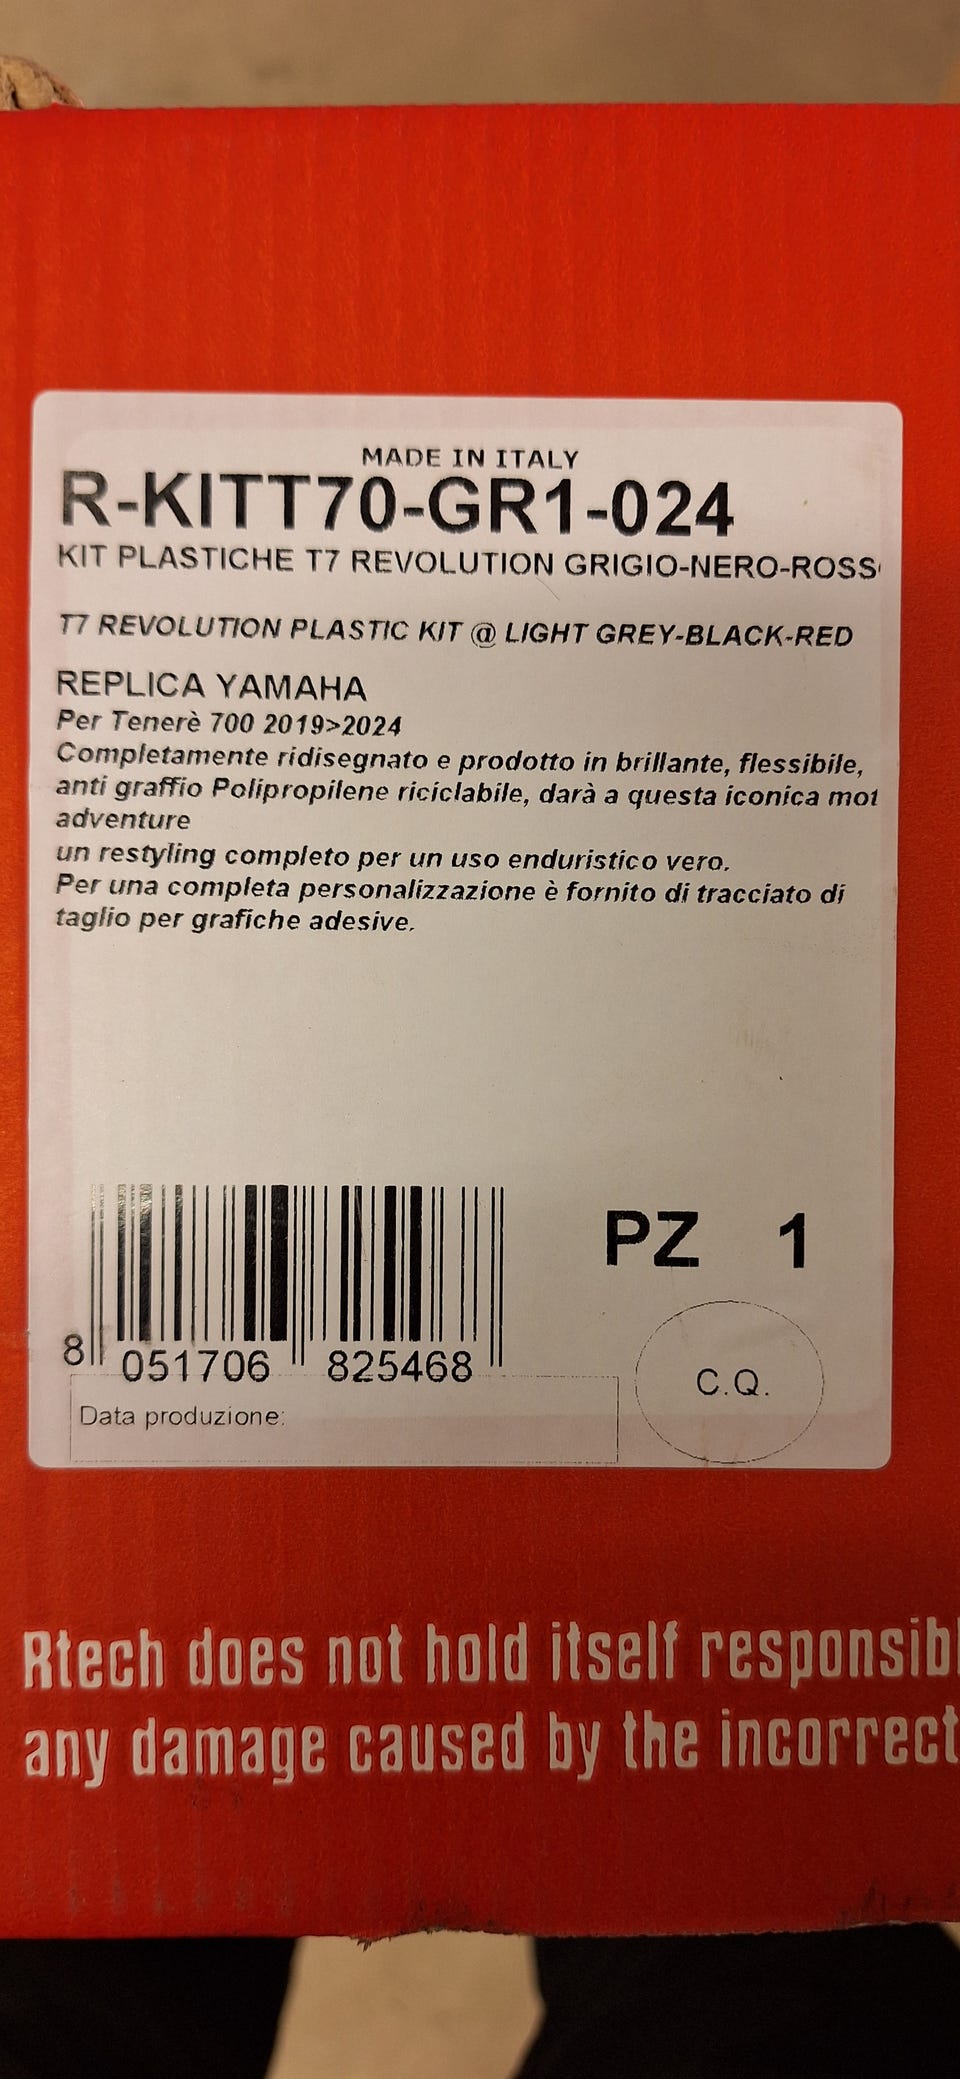 MADE IN ITALY
R-KITT70-GR1-024
KIT PLASTICHE T7 REVOLUTION GRIGIO-NERO-ROSS
T7 REVOLUTION PLASTIC KIT @ LIGHT GREY-BLACK-RED
REPLICA YAMAHA
Per Tenerè 700 2019>2024
Completamente ridisegnato e prodotto in brillante, flessibile,
anti graffio Polipropilene riciclabile, darà a questa iconica mot
adventure
un restyling completo per un uso enduristico vero.
Per una completa personalizzazione è fornito di tracciato di
taglio per grafiche adesive.
PZ 1
8 051706 825468
C.Q.
Data produzione:
Rtech does not hold itself responsib
any damage caused by the incorrect